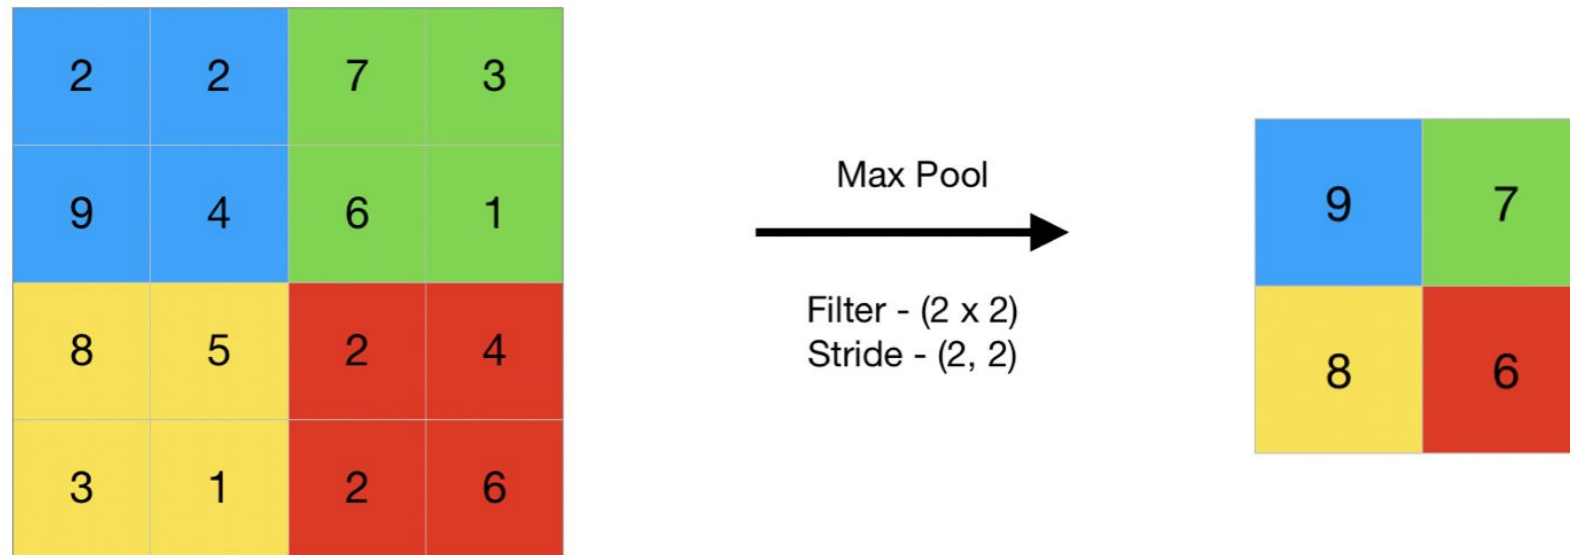 2 2 7 3
9 4 6 1
8 5 2 4
3 1 2 6
Max Pool
Filter - (2 x 2)
Stride - (2, 2)
9 7
8 6